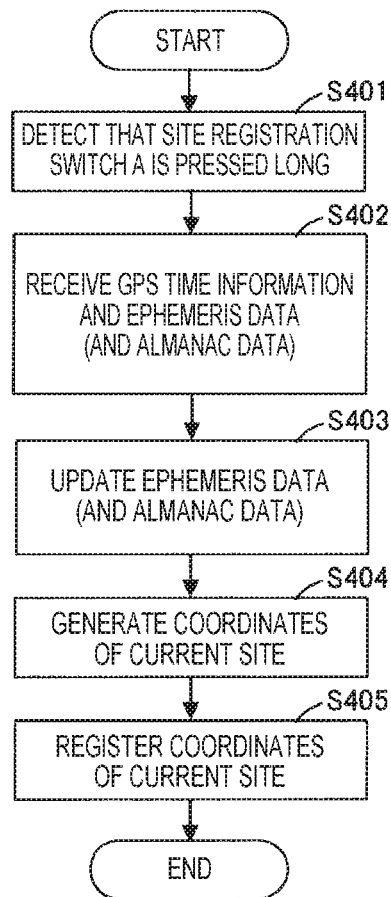 START
S401
DETECT THAT SITE REGISTRATION
SWITCH A IS PRESSED LONG
S402
RECEIVE GPS TIME INFORMATION
AND EPHEMERIS DATA
(AND ALMANAC DATA)
S403
UPDATE EPHEMERIS DATA
(AND ALMANAC DATA)
S404
GENERATE COORDINATES
OF CURRENT SITE
S405
REGISTER COORDINATES
OF CURRENT SITE
END